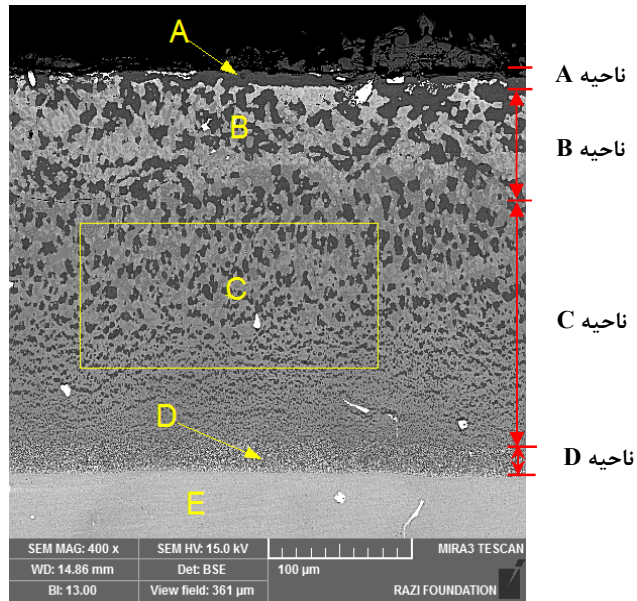 A
ناحیه A
B
ناحیه B
C
ناحیه C
D
ناحیه D
E
SEM MAG: 400 x
SEM HV: 15.0 kV
MIRA3 TESCAN
WD: 14.86 mm
Det: BSE
100 µm
BI: 13.00
View field: 361 µm
RAZI FOUNDATION